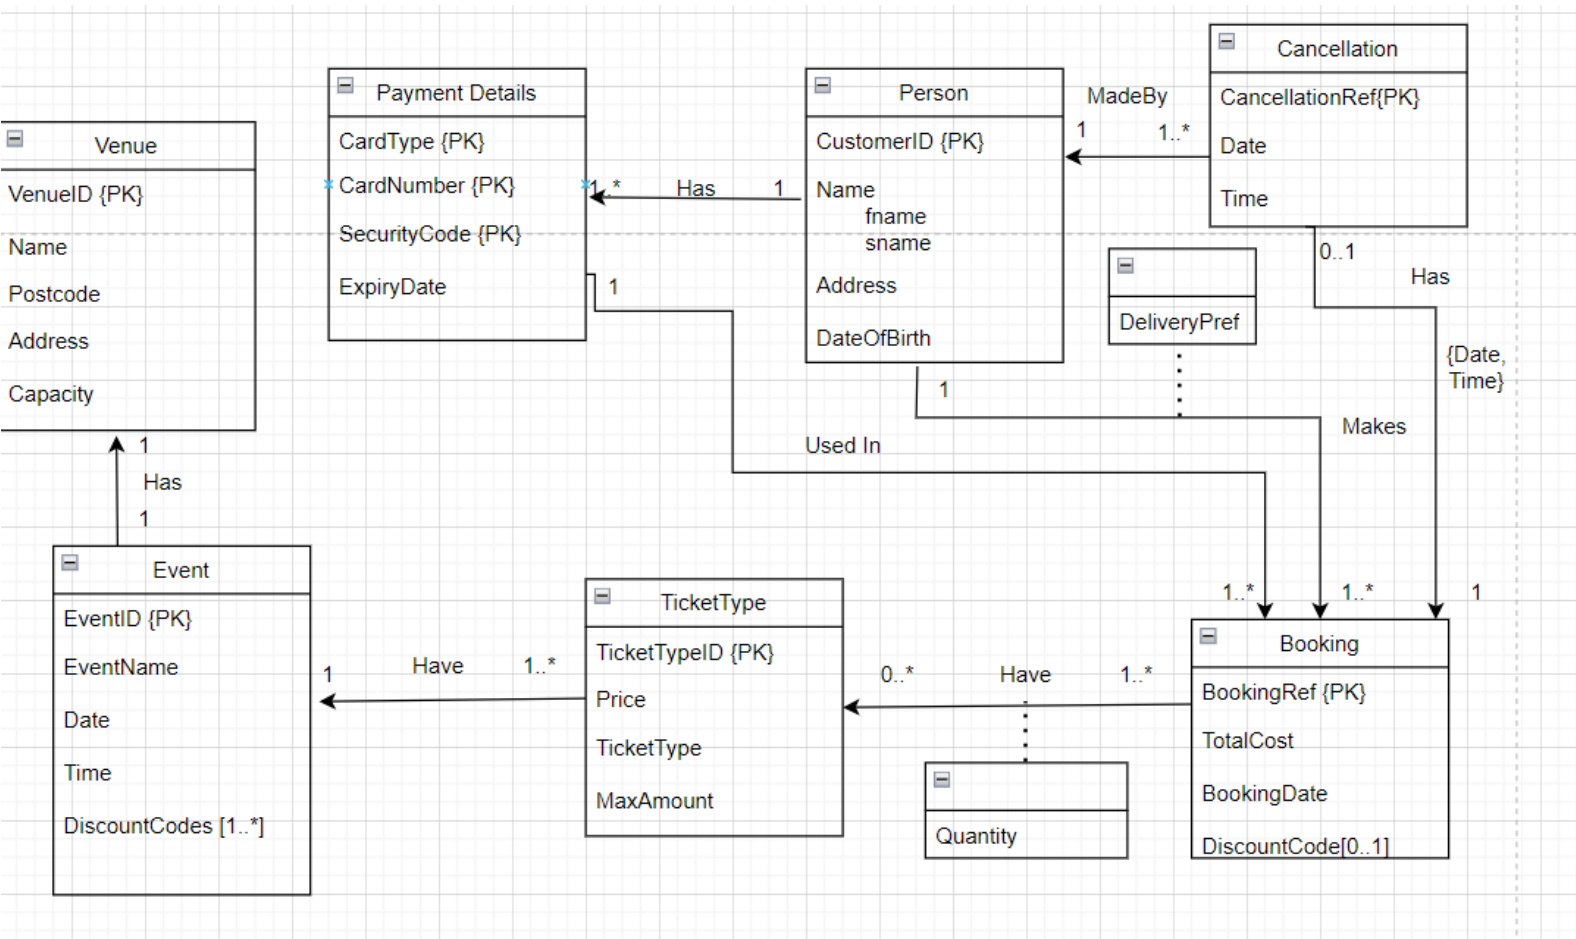 Venue
VenueID {PK}
Name
Postcode
Address
Capacity
Payment Details
CardType {PK}
CardNumber {PK}
SecurityCode {PK}
ExpiryDate
1..*
Has
1
Person
CustomerID {PK}
Name
fname
sname
Address
DateOfBirth
MadeBy
1
1..*
Cancellation
CancellationRef{PK}
Date
Time
0..1
Has
{Date,
Time}
DeliveryPref
1
1
Makes
Used In
1
Has
1
Event
EventID {PK}
EventName
Date
Time
DiscountCodes [1..*]
1
Have
1..*
TicketType
TicketTypeID {PK}
Price
TicketType
MaxAmount
0..*
Have
1..*
Quantity
1..*
1..*
1
Booking
BookingRef {PK}
TotalCost
BookingDate
DiscountCode[0..1]